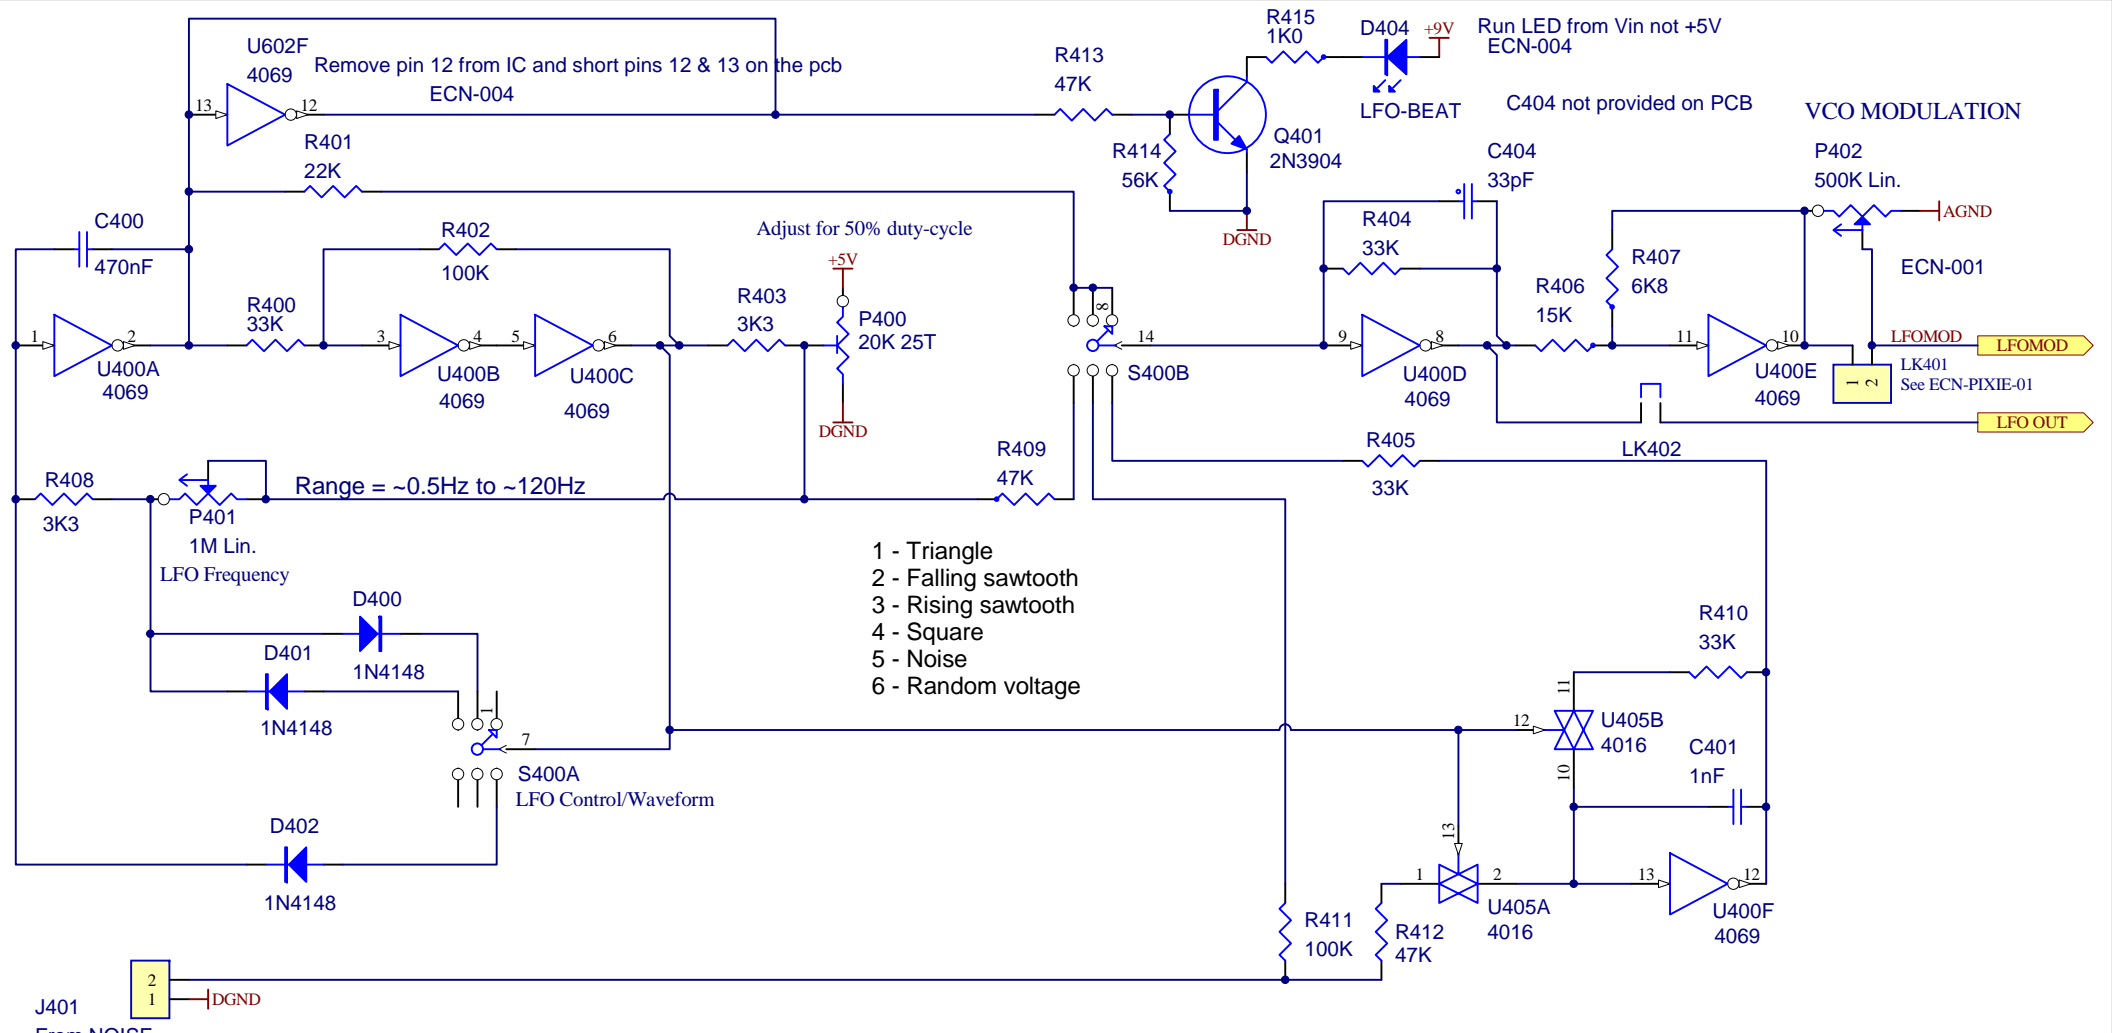 U602F
4069
Remove pin 12 from IC and short pins 12 & 13 on the pcb
ECN-004
13
12
R401
22K
R413
47K
R414
56K
R415
1K0
D404
+9V
Run LED from Vin not +5V
ECN-004
LFO-BEAT
Q401
2N3904
DGND
C404 not provided on PCB
VCO MODULATION
C404
33pF
P402
500K Lin.
AGND
ECN-001
C400
470nF
R402
100K
Adjust for 50% duty-cycle
+5V
R404
33K
R407
6K8
R406
15K
R400
33K
R403
3K3
P400
20K 25T
DGND
1
2
U400A
4069
3
4
U400B
4069
5
6
U400C
4069
8
14
S400B
9
8
U400D
4069
11
10
U400E
4069
LFOMOD
LFOMOD
1
2
LK401
See ECN-PIXIE-01
LFO OUT
LK402
R405
33K
R409
47K
R408
3K3
P401
1M Lin.
LFO Frequency
Range = ~0.5Hz to ~120Hz
1 - Triangle
2 - Falling sawtooth
3 - Rising sawtooth
4 - Square
5 - Noise
6 - Random voltage
D400
1N4148
D401
1N4148
1
7
S400A
LFO Control/Waveform
D402
1N4148
R410
33K
11
12
10
U405B
4016
C401
1nF
13
1
2
U405A
4016
13
12
U400F
4069
R411
100K
R412
47K
2
1
DGND
J401
From NOISE